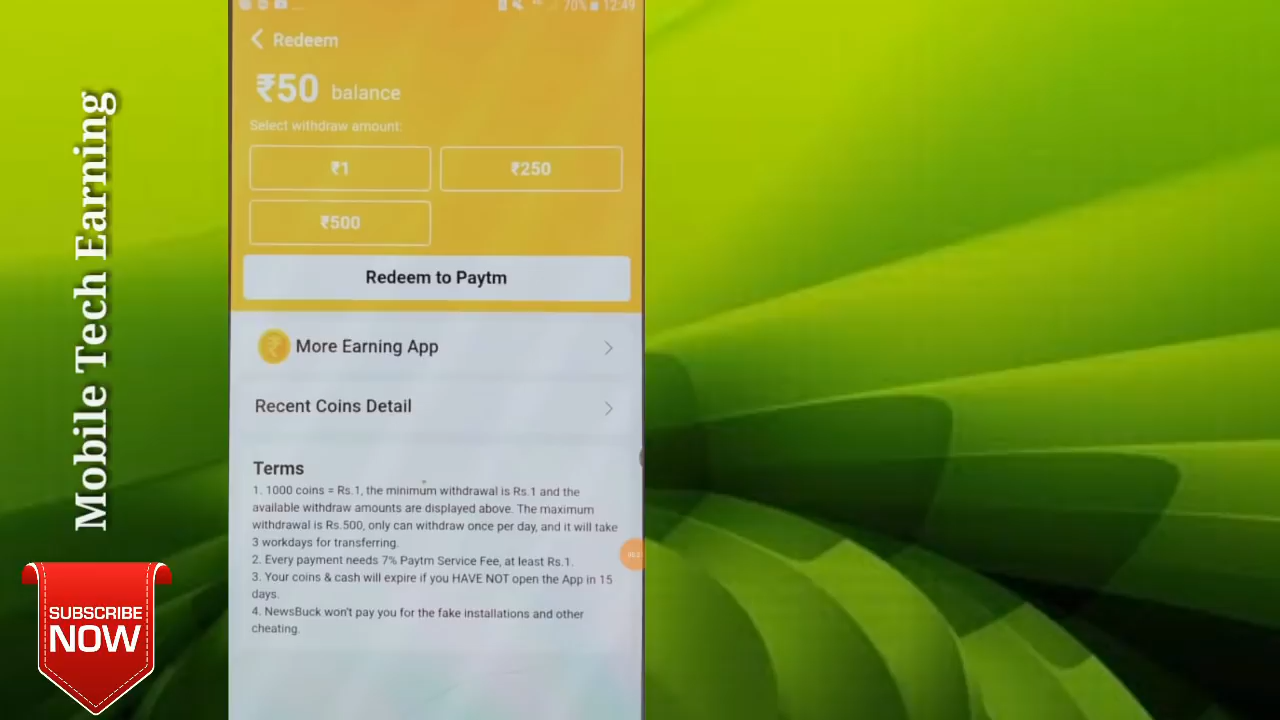 Mobile Tech Earning
70% 12:49
Redeem
₹50 balance
Select withdraw amount:
₹1
₹250
₹500
Redeem to Paytm
More Earning App
Recent Coins Detail
Terms
1. 1000 coins = Rs.1, the minimum withdrawal is Rs.1 and the
available withdraw amounts are displayed above. The maximum
withdrawal is Rs.500, only can withdraw once per day, and it will take
3 workdays for transferring.
2. Every payment needs 7% Paytm Service Fee, at least Rs.1.
3. Your coins & cash will expire if you HAVE NOT open the App in 15
days.
4. NewsBuck won't pay you for the fake installations and other
cheating.
SUBSCRIBE
NOW